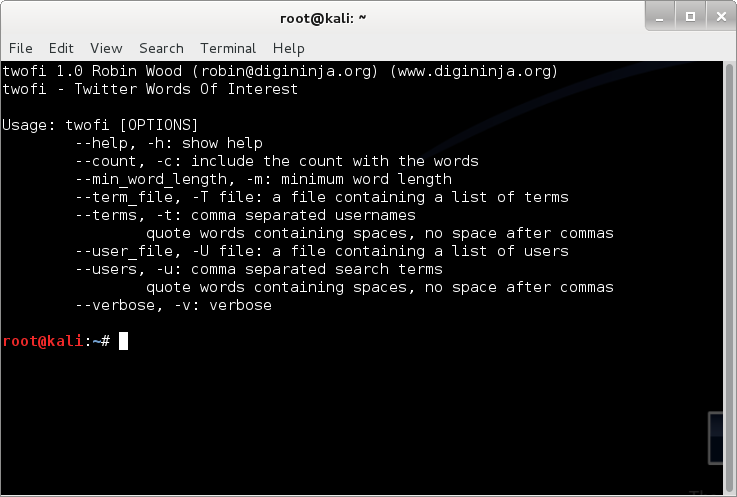 root@kali: ~
File Edit View Search Terminal Help
twofi 1.0 Robin Wood (robin@digininja.org) (www.digininja.org)
twofi - Twitter Words Of Interest
Usage: twofi [OPTIONS]
--help, -h: show help
--count, -c: include the count with the words
--min_word_length, -m: minimum word length
--term_file, -T file: a file containing a list of terms
--terms, -t: comma separated usernames
quote words containing spaces, no space after commas
--user_file, -U file: a file containing a list of users
--users, -u: comma separated search terms
quote words containing spaces, no space after commas
--verbose, -v: verbose
root@kali:~#